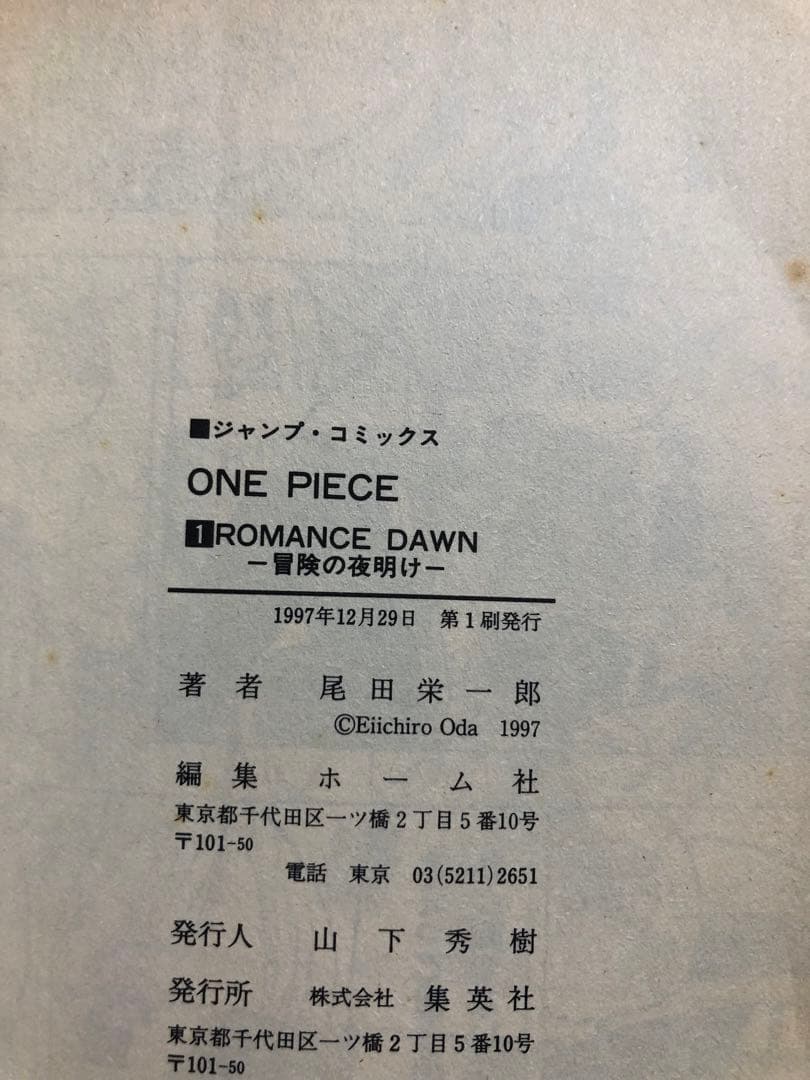 ■ジャンプ・コミックス
ONE PIECE
1 ROMANCE DAWN
－冒険の夜明け－
1997年12月29日 第1刷発行
著者 尾田栄一郎
©Eiichiro Oda 1997
編集 ホーム社
東京都千代田区一ツ橋2丁目5番10号
〒101-50
電話 東京 03(5211)2651
発行人 山下秀樹
発行所 株式会社 集英社
東京都千代田区一ツ橋2丁目5番10号
〒101-50